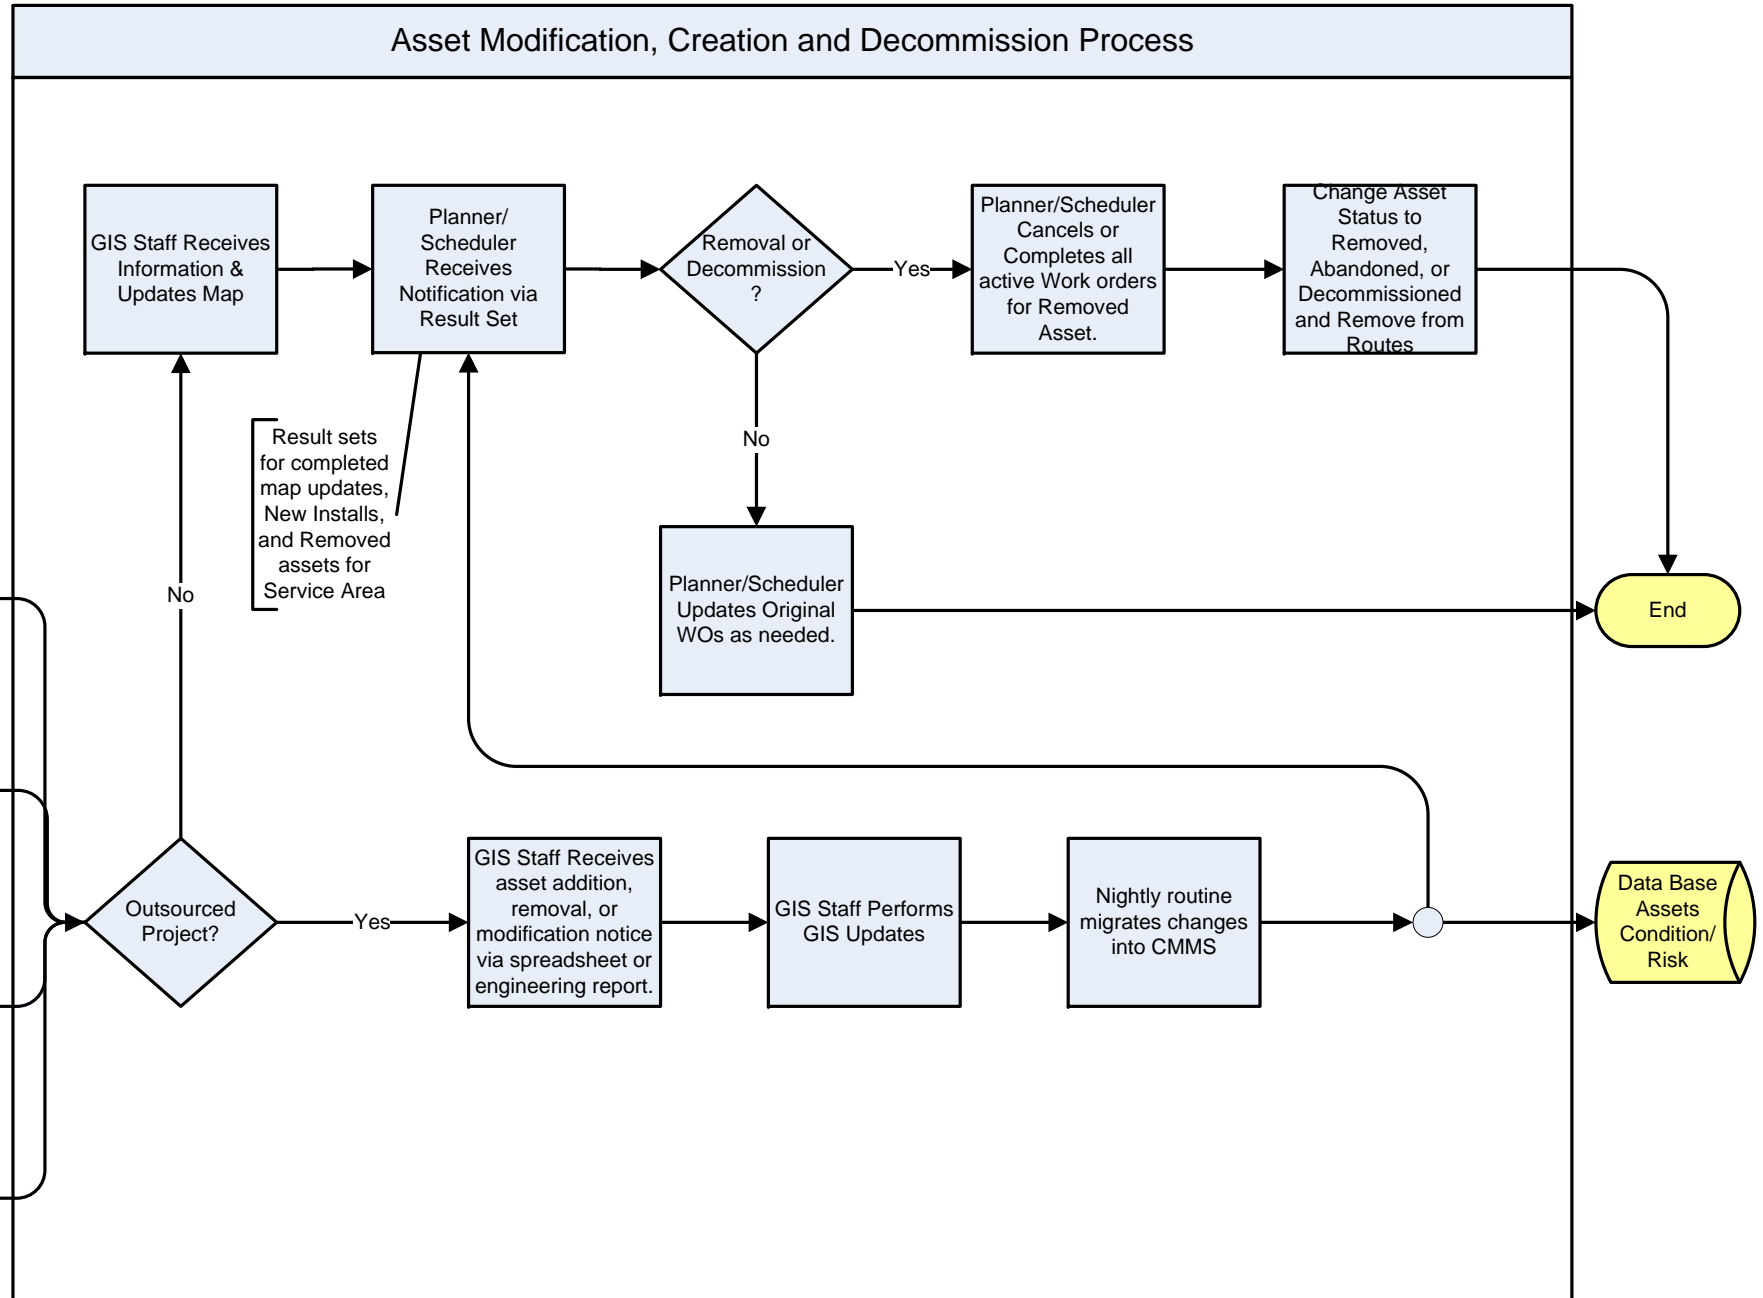 Asset Modification, Creation and Decommission Process
GIS Staff Receives
Information &
Updates Map
Planner/
Scheduler
Receives
Notification via
Result Set
Removal or
Decommission
?
Yes
Planner/Scheduler
Cancels or
Completes all
active Work orders
for Removed
Asset.
Change Asset
Status to
Removed,
Abandoned, or
Decommissioned
and Remove from
Routes
Result sets
for completed
map updates,
New Installs,
and Removed
assets for
Service Area
No
No
Planner/Scheduler
Updates Original
WOs as needed.
End
Outsourced
Project?
Yes
GIS Staff Receives
asset addition,
removal, or
modification notice
via spreadsheet or
engineering report.
GIS Staff Performs
GIS Updates
Nightly routine
migrates changes
into CMMS
Data Base
Assets
Condition/
Risk